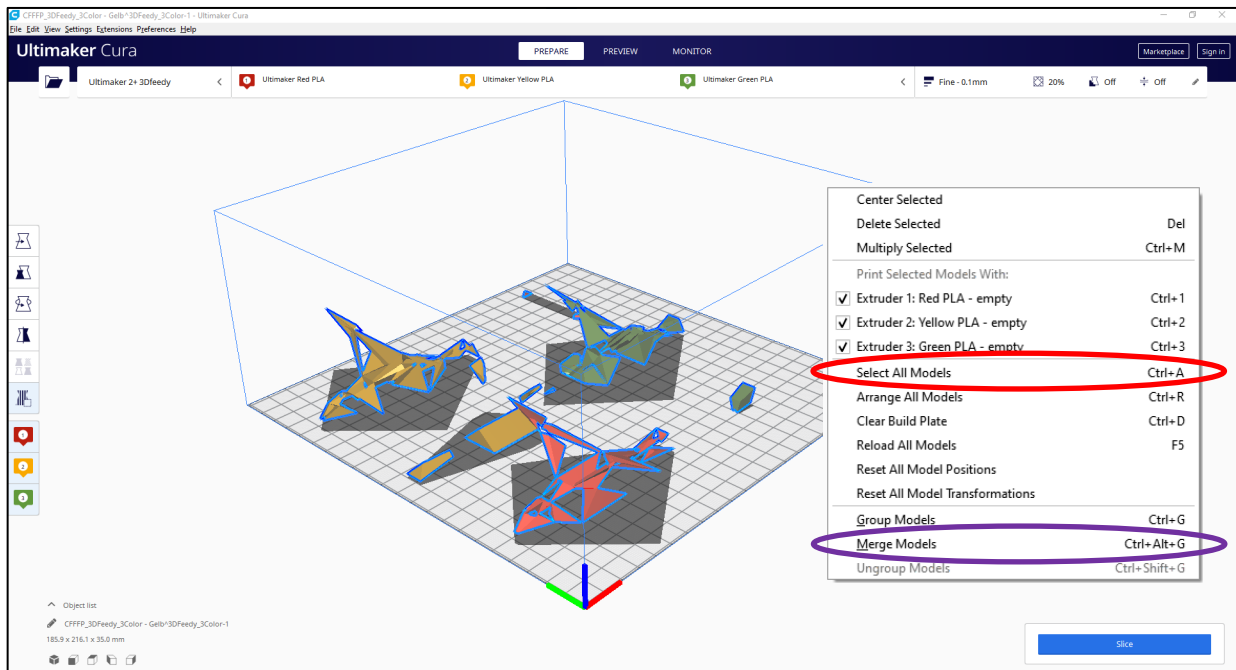 CFFFP_3DFeedy_3Color - Gelb^3DFeedy_3Color-1 - Ultimaker Cura
File Edit View Settings Extensions Preferences Help
Ultimaker Cura PREPARE PREVIEW MONITOR Marketplace Sign in
Ultimaker 2+ 3Dfeedy 1 Ultimaker Red PLA 2 Ultimaker Yellow PLA 3 Ultimaker Green PLA Fine - 0.1mm 20% Off Off
Center Selected
Delete Selected Del
Multiply Selected Ctrl+M
Print Selected Models With:
Extruder 1: Red PLA - empty Ctrl+1
Extruder 2: Yellow PLA - empty Ctrl+2
Extruder 3: Green PLA - empty Ctrl+3
Select All Models Ctrl+A
Arrange All Models Ctrl+R
Clear Build Plate Ctrl+D
Reload All Models F5
Reset All Model Positions
Reset All Model Transformations
Group Models Ctrl+G
Merge Models Ctrl+Alt+G
Ungroup Models Ctrl+Shift+G
1
2
3
Object list
CFFFP_3DFeedy_3Color - Gelb^3DFeedy_3Color-1
185.9 x 216.1 x 35.0 mm
Slice